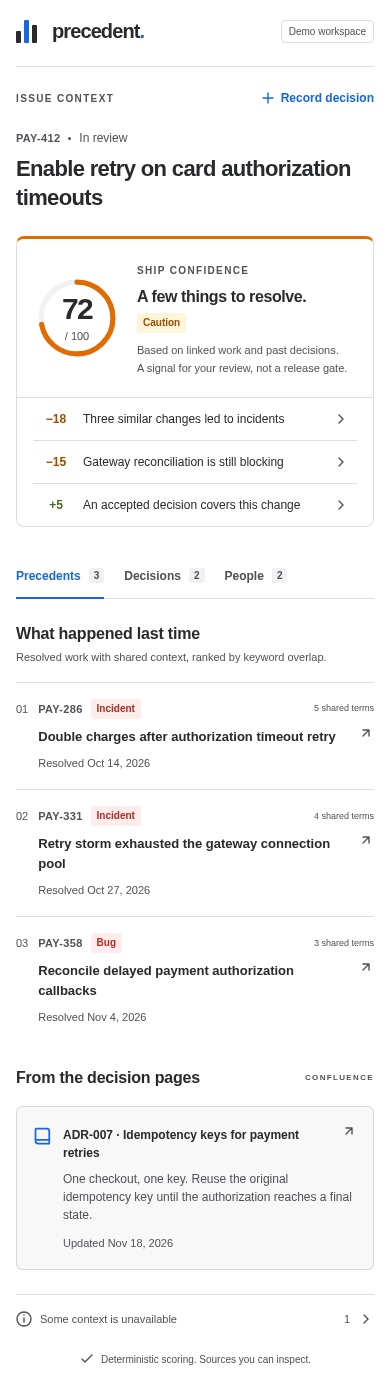 precedent.
Demo workspace
ISSUE CONTEXT
Record decision
PAY-412 • In review
Enable retry on card authorization
timeouts
72
/ 100
SHIP CONFIDENCE
A few things to resolve.
Caution
Based on linked work and past decisions.
A signal for your review, not a release gate.
−18 Three similar changes led to incidents
−15 Gateway reconciliation is still blocking
+5 An accepted decision covers this change
Precedents 3 Decisions 2 People 2
What happened last time
Resolved work with shared context, ranked by keyword overlap.
01 PAY-286 Incident 5 shared terms
Double charges after authorization timeout retry
Resolved Oct 14, 2026
02 PAY-331 Incident 4 shared terms
Retry storm exhausted the gateway connection
pool
Resolved Oct 27, 2026
03 PAY-358 Bug 3 shared terms
Reconcile delayed payment authorization
callbacks
Resolved Nov 4, 2026
From the decision pages CONFLUENCE
ADR-007 · Idempotency keys for payment
retries
One checkout, one key. Reuse the original
idempotency key until the authorization reaches a final
state.
Updated Nov 18, 2026
Some context is unavailable 1
Deterministic scoring. Sources you can inspect.